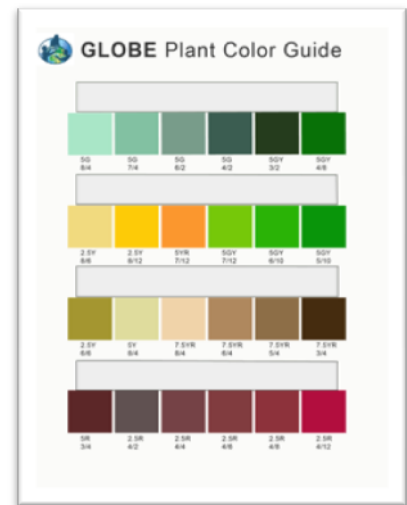 GLOBE Plant Color Guide
5G 5G 5G 5G 5GY 5GY
8/4 7/4 6/2 4/2 3/2 4/8
2.5Y 2.5Y 5YR 5GY 5GY 5GY
8/6 8/12 7/12 7/12 6/10 5/10
2.5Y 5Y 7.5YR 7.5YR 7.5YR 7.5YR
6/6 8/4 8/4 6/4 5/4 3/4
5R 2.5R 2.5R 2.5R 2.5R 2.5R
3/4 4/2 4/4 4/6 4/8 4/12